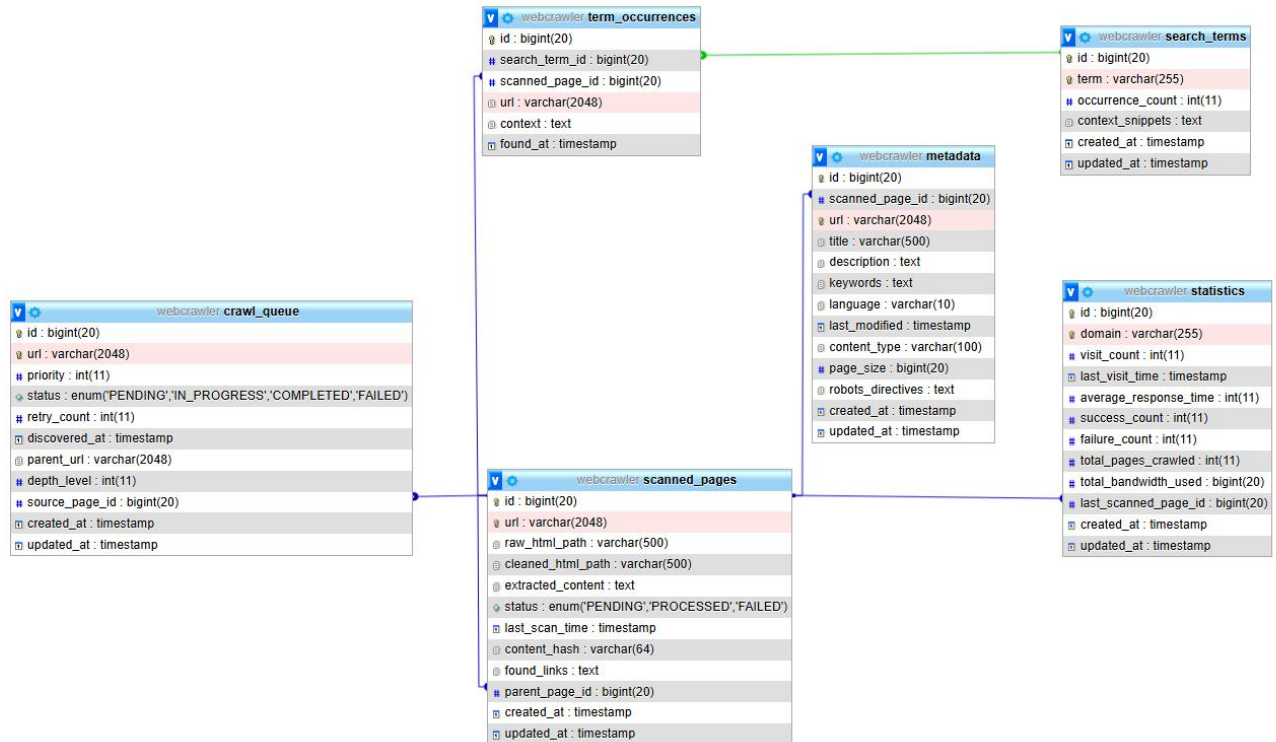 webcrawler term_occurrences
id : bigint(20)
search_term_id : bigint(20)
scanned_page_id : bigint(20)
url : varchar(2048)
context : text
found_at : timestamp
webcrawler search_terms
id : bigint(20)
term : varchar(255)
occurrence_count : int(11)
context_snippets : text
created_at : timestamp
updated_at : timestamp
webcrawler metadata
id : bigint(20)
scanned_page_id : bigint(20)
url : varchar(2048)
title : varchar(500)
description : text
keywords : text
language : varchar(10)
last_modified : timestamp
content_type : varchar(100)
page_size : bigint(20)
robots_directives : text
created_at : timestamp
updated_at : timestamp
webcrawler crawl_queue
id : bigint(20)
url : varchar(2048)
priority : int(11)
status : enum('PENDING','IN_PROGRESS','COMPLETED','FAILED')
retry_count : int(11)
discovered_at : timestamp
parent_url : varchar(2048)
depth_level : int(11)
source_page_id : bigint(20)
created_at : timestamp
updated_at : timestamp
webcrawler statistics
id : bigint(20)
domain : varchar(255)
visit_count : int(11)
last_visit_time : timestamp
average_response_time : int(11)
success_count : int(11)
failure_count : int(11)
total_pages_crawled : int(11)
total_bandwidth_used : bigint(20)
last_scanned_page_id : bigint(20)
created_at : timestamp
updated_at : timestamp
webcrawler scanned_pages
id : bigint(20)
url : varchar(2048)
raw_html_path : varchar(500)
cleaned_html_path : varchar(500)
extracted_content : text
status : enum('PENDING','PROCESSED','FAILED')
last_scan_time : timestamp
content_hash : varchar(64)
found_links : text
parent_page_id : bigint(20)
created_at : timestamp
updated_at : timestamp